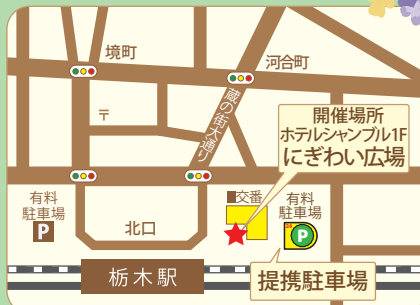 境町
河合町
〒
蔵の街大通り
開催場所
ホテルシャンブル1F
にぎわい広場
有料
駐車場
P
北口
交番
有料
駐車場
24
P
栃木駅
提携駐車場